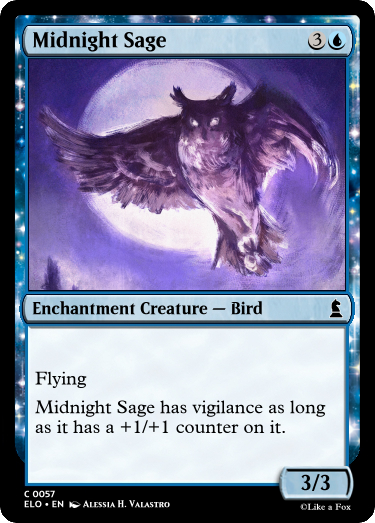 Midnight Sage 3
Enchantment Creature — Bird
Flying
Midnight Sage has vigilance as long
as it has a +1/+1 counter on it.
3/3
C 0057
ELO • EN Alessia H. Valastro
©Like a Fox